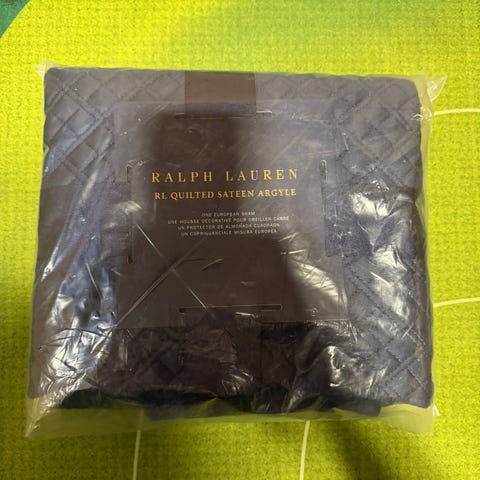 RALPH LAUREN
RL QUILTED SATEEN ARGYLE
ONE EUROPEAN SHAM
UNE HOUSSE DÉCORATIVE POUR OREILLER CARRÉ
UN PROTECTOR DE ALMOHADA CUADRADA
UN COPRIGUANCIALE MISURA EUROPEA